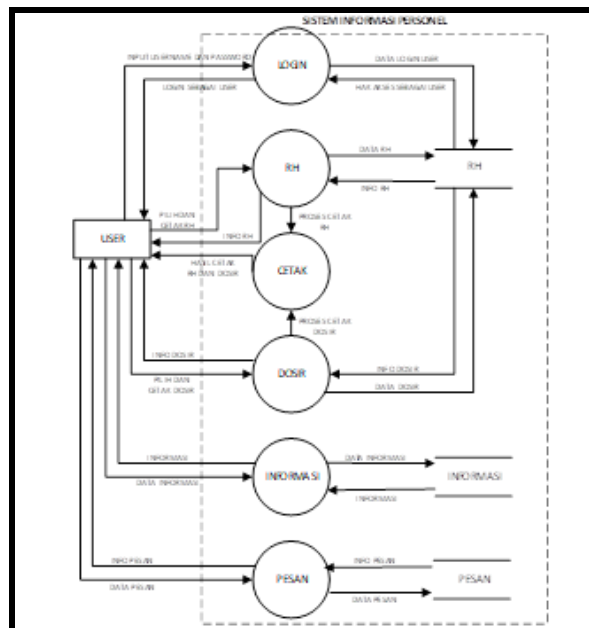 SISTEM INFORMASI PERSONEL
INPUT USERNAME DAN PASSWORD
LOGIN
DATA LOGIN USER
LOGIN SEBAGAI USER
HAK AKSES SEBAGAI USER
DATA RH
RH
RH
INFO RH
PILIH DAN
CETAK RH
PROSES CETAK
RH
USER
INFO RH
HASIL CETAK
RH DAN DOSIR
CETAK
PROSES CETAK
DOSIR
INFO DOSIR
DOSIR
INFO DOSIR
PILIH DAN
CETAK DOSIR
DATA DOSIR
INFORMASI
DATA INFORMASI
INFORMASI
INFORMASI
DATA INFORMASI
INFORMASI
INFO PESAN
INFO PESAN
PESAN
PESAN
DATA PESAN
DATA PESAN